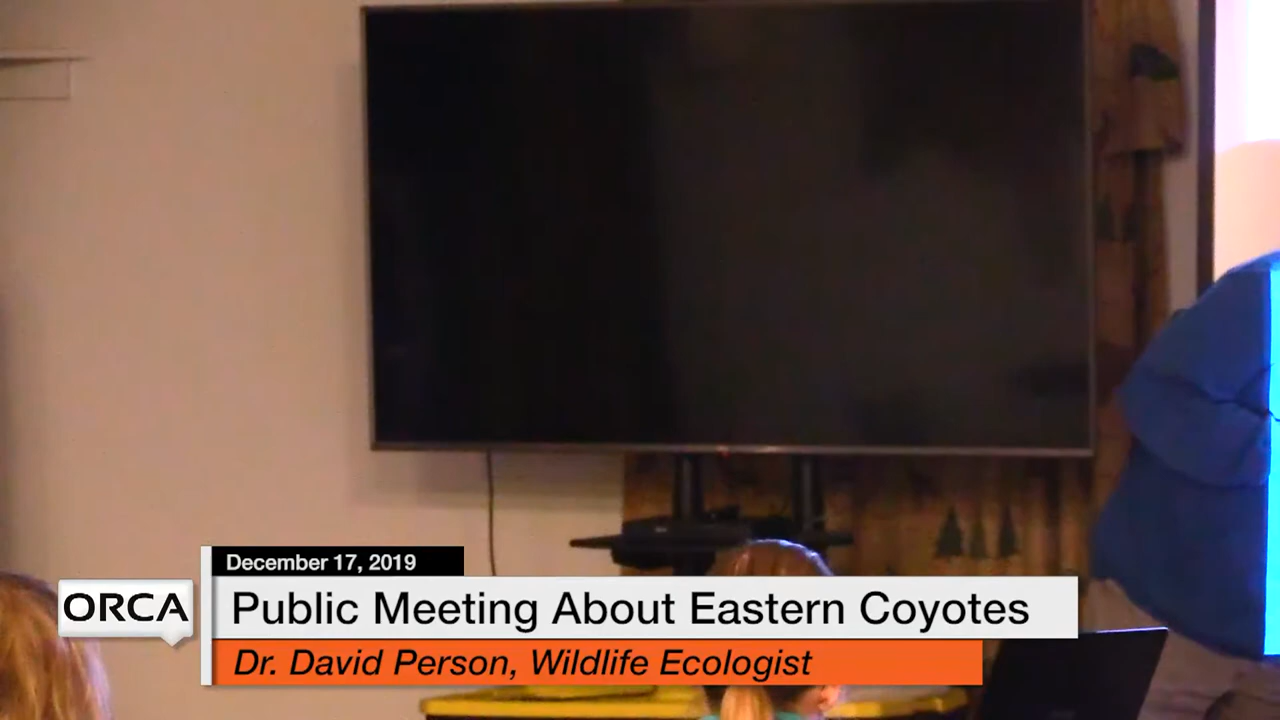 December 17, 2019
ORCA
Public Meeting About Eastern Coyotes
Dr. David Person, Wildlife Ecologist